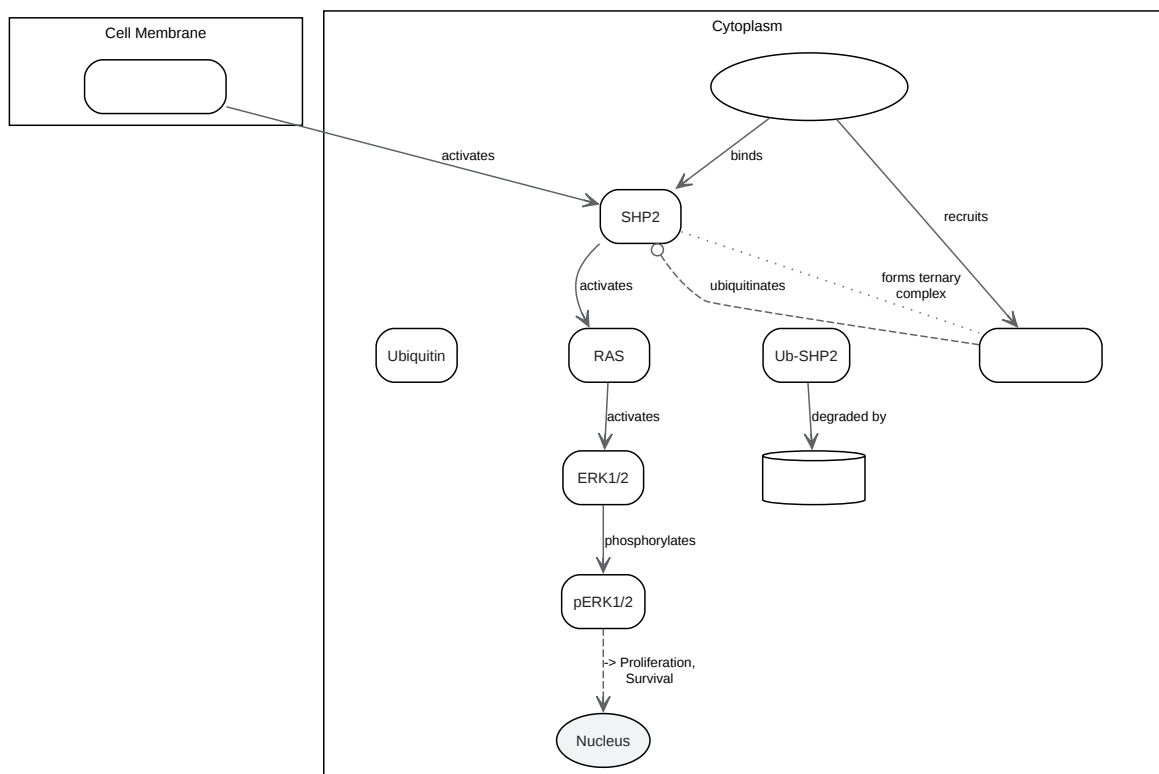 Cell Membrane
Cytoplasm
activates
binds
SHP2
recruits
activates
ubiquitinates
forms ternary
complex
Ubiquitin
RAS
Ub-SHP2
activates
degraded by
ERK1/2
phosphorylates
pERK1/2
-> Proliferation,
Survival
Nucleus